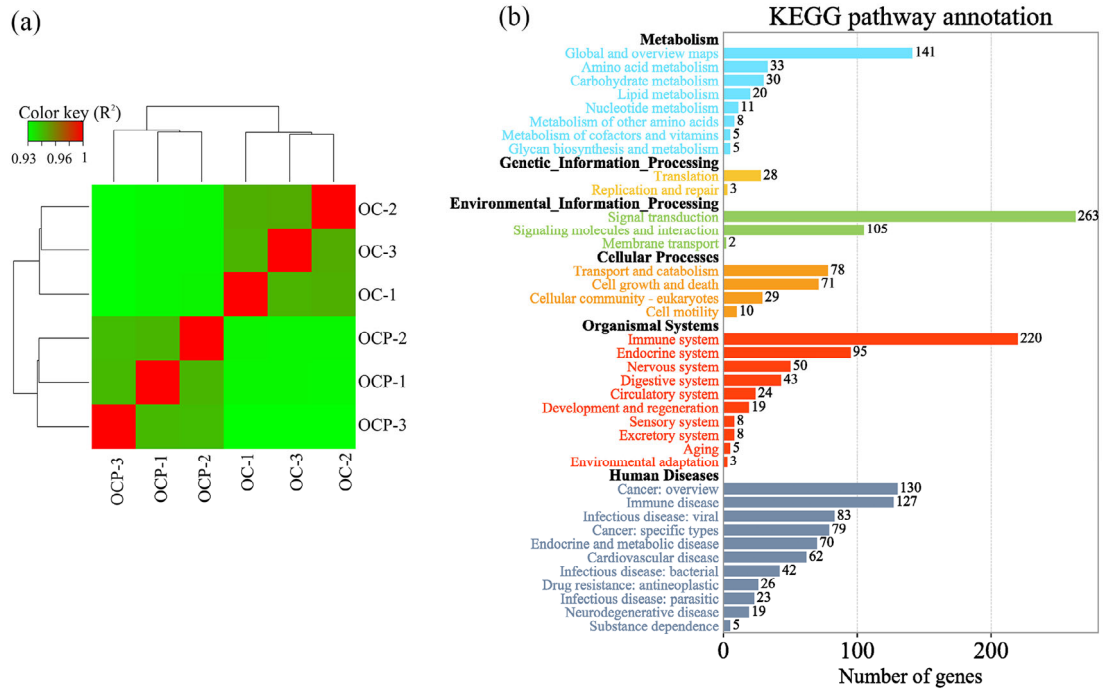 (a)
Color key (R²)
0.93 0.96 1
OC-2
OC-3
OC-1
OCP-2
OCP-1
OCP-3
OCP-3
OCP-1
OCP-2
OC-1
OC-3
OC-2
(b)
KEGG pathway annotation
Metabolism
Global and overview maps 141
Amino acid metabolism 33
Carbohydrate metabolism 30
Lipid metabolism 20
Nucleotide metabolism 11
Metabolism of other amino acids 8
Metabolism of cofactors and vitamins 5
Glycan biosynthesis and metabolism 5
Genetic_Information_Processing
Translation 28
Replication and repair 3
Environmental_Information_Processing
Signal transduction 263
Signaling molecules and interaction 105
Membrane transport 2
Cellular Processes
Transport and catabolism 78
Cell growth and death 71
Cellular community - eukaryotes 29
Cell motility 10
Organismal Systems
Immune system 220
Endocrine system 95
Nervous system 50
Digestive system 43
Circulatory system 24
Development and regeneration 19
Sensory system 8
Excretory system 8
Aging 5
Environmental adaptation 3
Human Diseases
Cancer: overview 130
Immune disease 127
Infectious disease: viral 83
Cancer: specific types 79
Endocrine and metabolic disease 70
Cardiovascular disease 62
Infectious disease: bacterial 42
Drug resistance: antineoplastic 26
Infectious disease: parasitic 23
Neurodegenerative disease 19
Substance dependence 5
0 100 200
Number of genes